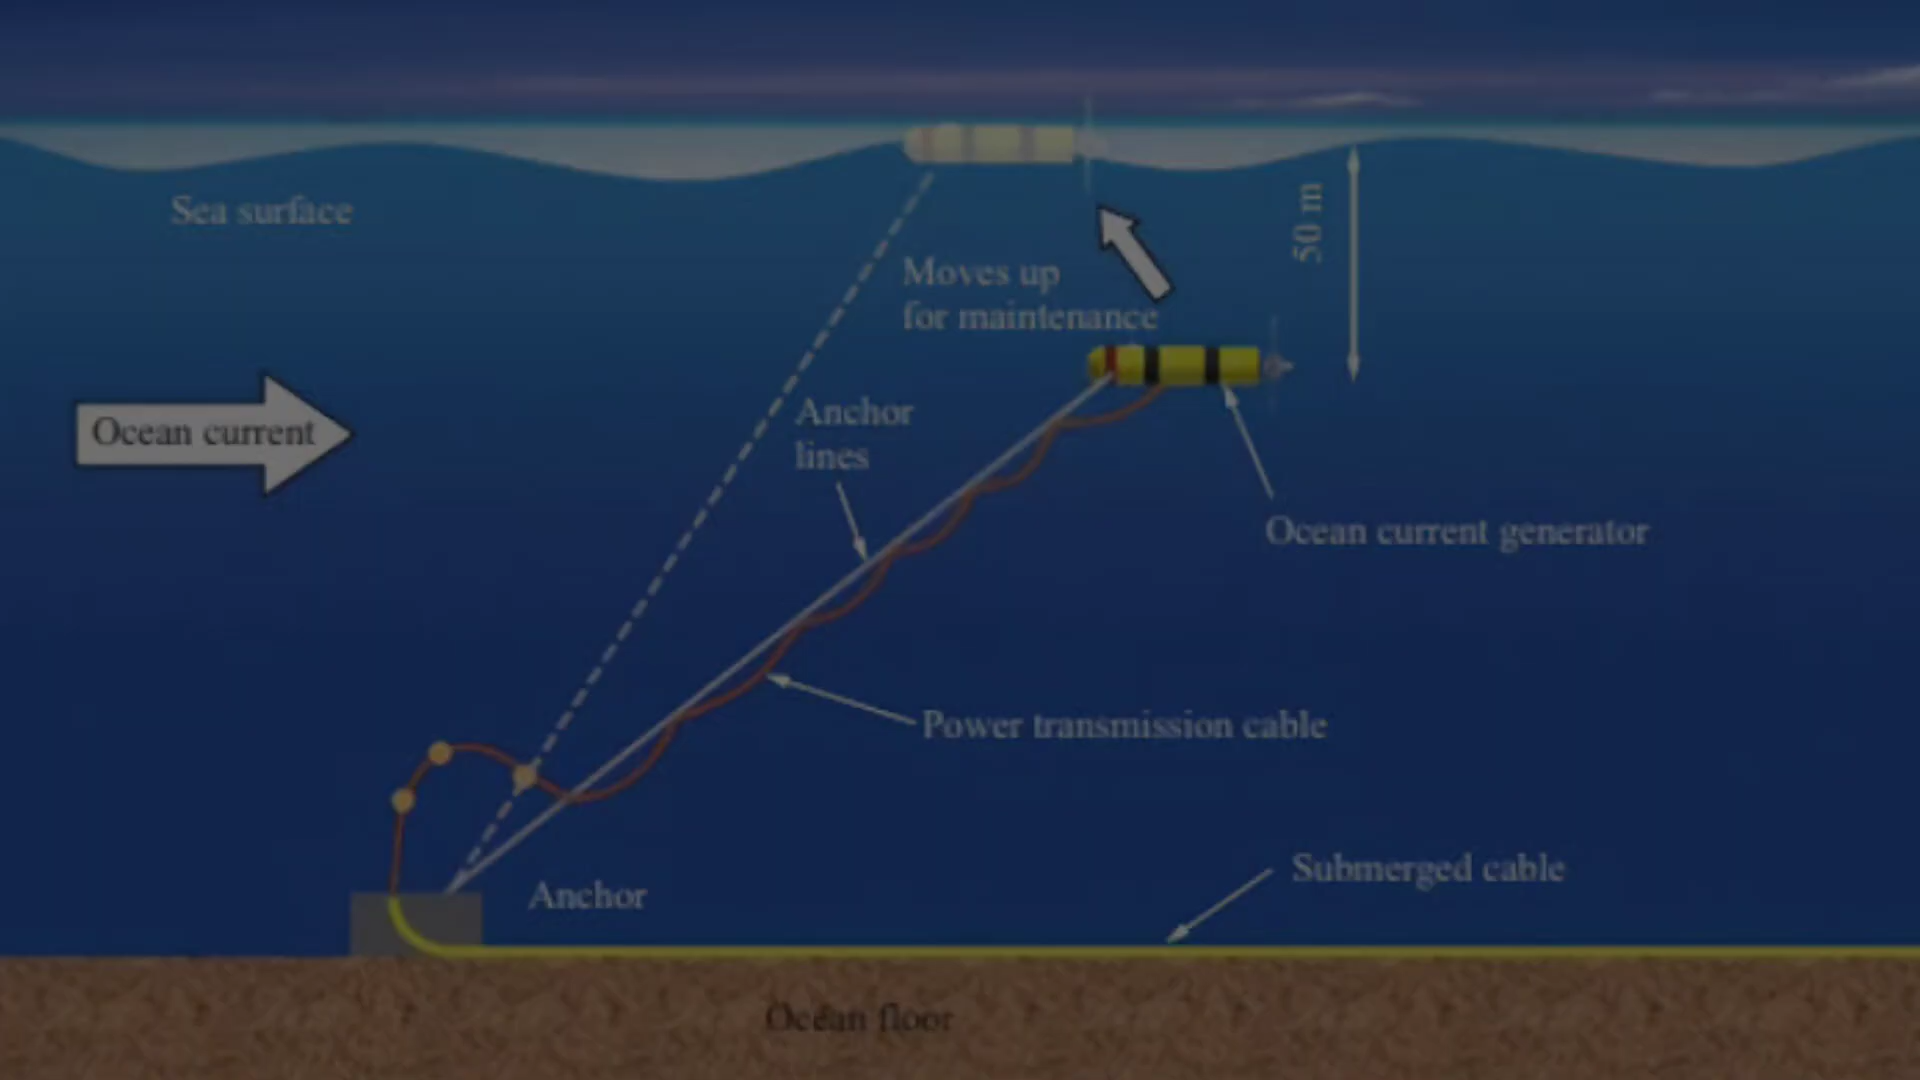 Sea surface
50 m
Moves up
for maintenance
Ocean current
Anchor
lines
Ocean current generator
Power transmission cable
Submerged cable
Anchor
Ocean floor